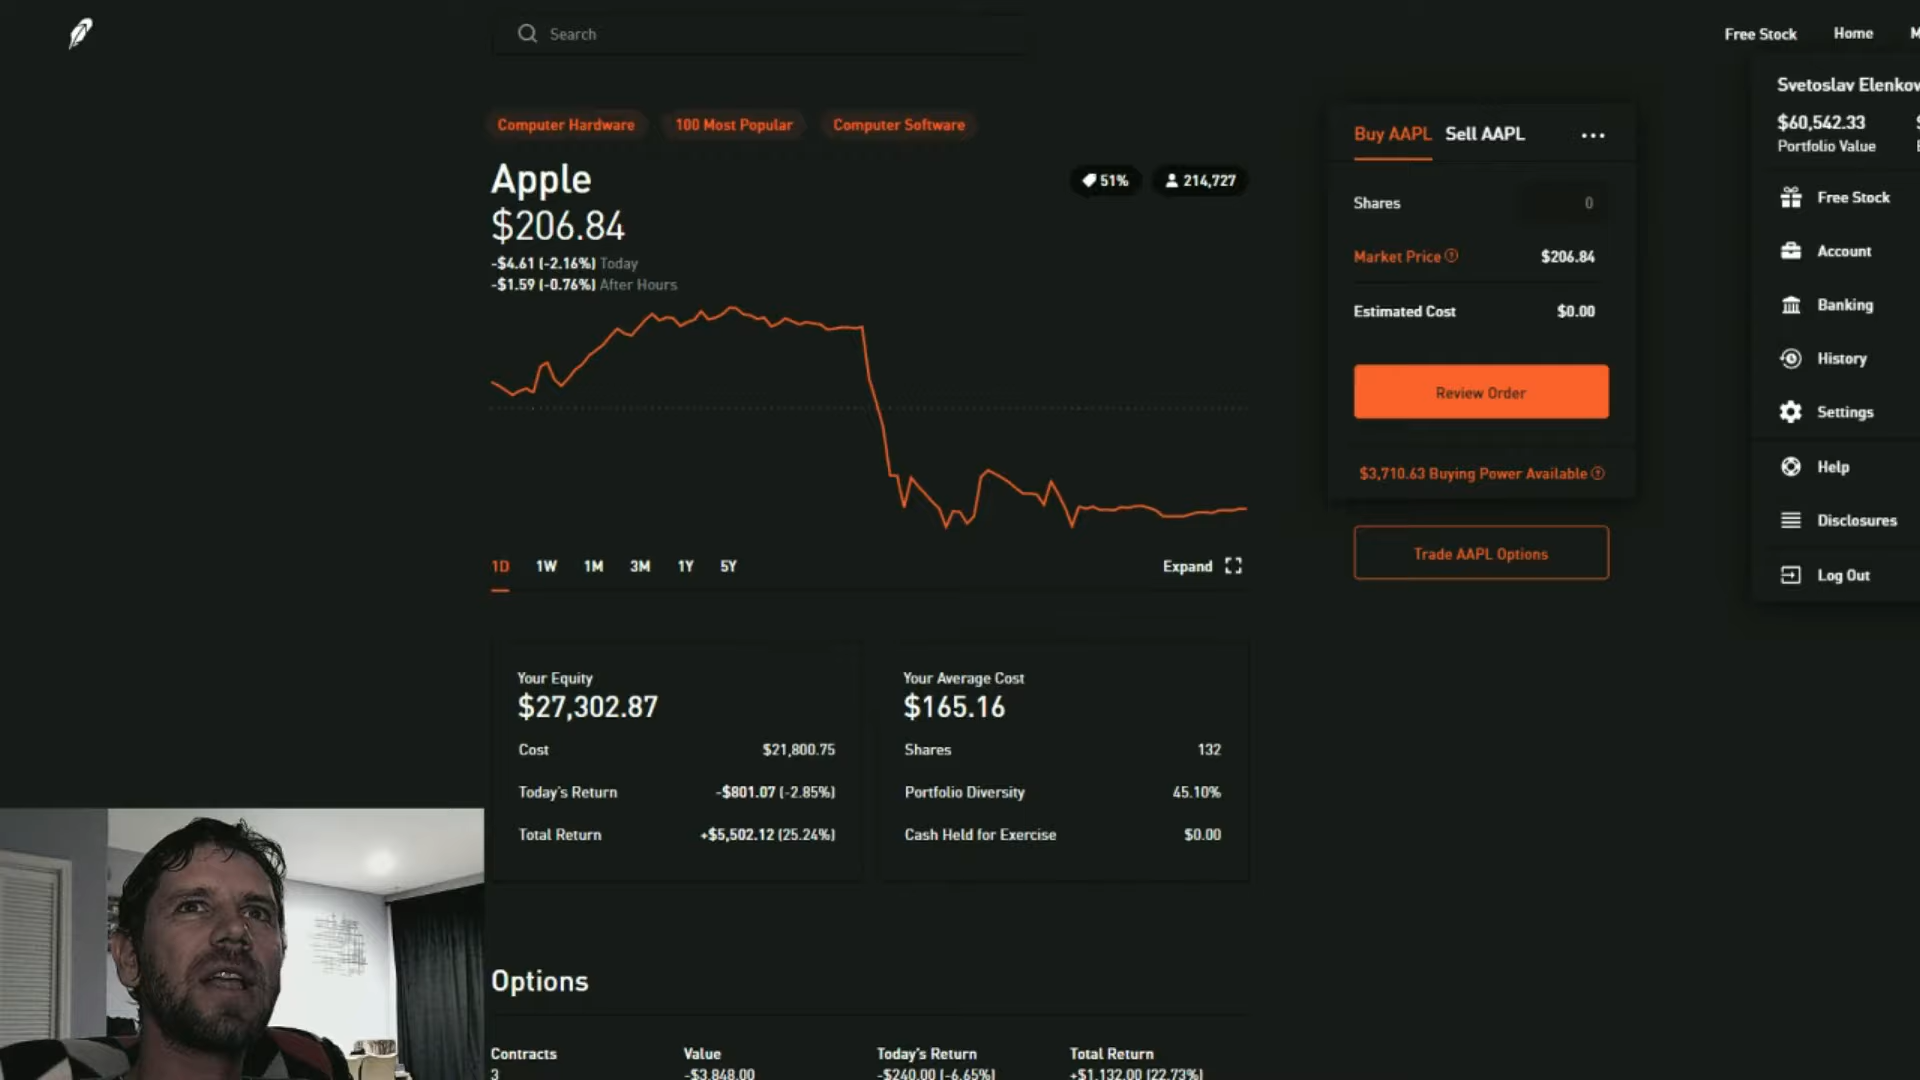 Search
Free Stock
Home
Svetoslav Elenkov
$60,542.33
Portfolio Value
Free Stock
Account
Banking
History
Settings
Help
Disclosures
Log Out
Computer Hardware
100 Most Popular
Computer Software
Apple
$206.84
-$4.61 (-2.16%) Today
-$1.59 (-0.76%) After Hours
51%
214,727
1D 1W 1M 3M 1Y 5Y
Expand
Buy AAPL Sell AAPL
Shares 0
Market Price $206.84
Estimated Cost $0.00
Review Order
$3,710.63 Buying Power Available
Trade AAPL Options
Your Equity
$27,302.87
Cost $21,800.75
Today's Return -$801.07 (-2.85%)
Total Return +$5,502.12 (25.24%)
Your Average Cost
$165.16
Shares 132
Portfolio Diversity 45.10%
Cash Held for Exercise $0.00
Options
Contracts Value Today's Return Total Return
3 -$3,848.00 -$240.00 (-6.65%) +$1,132.00 (22.73%)